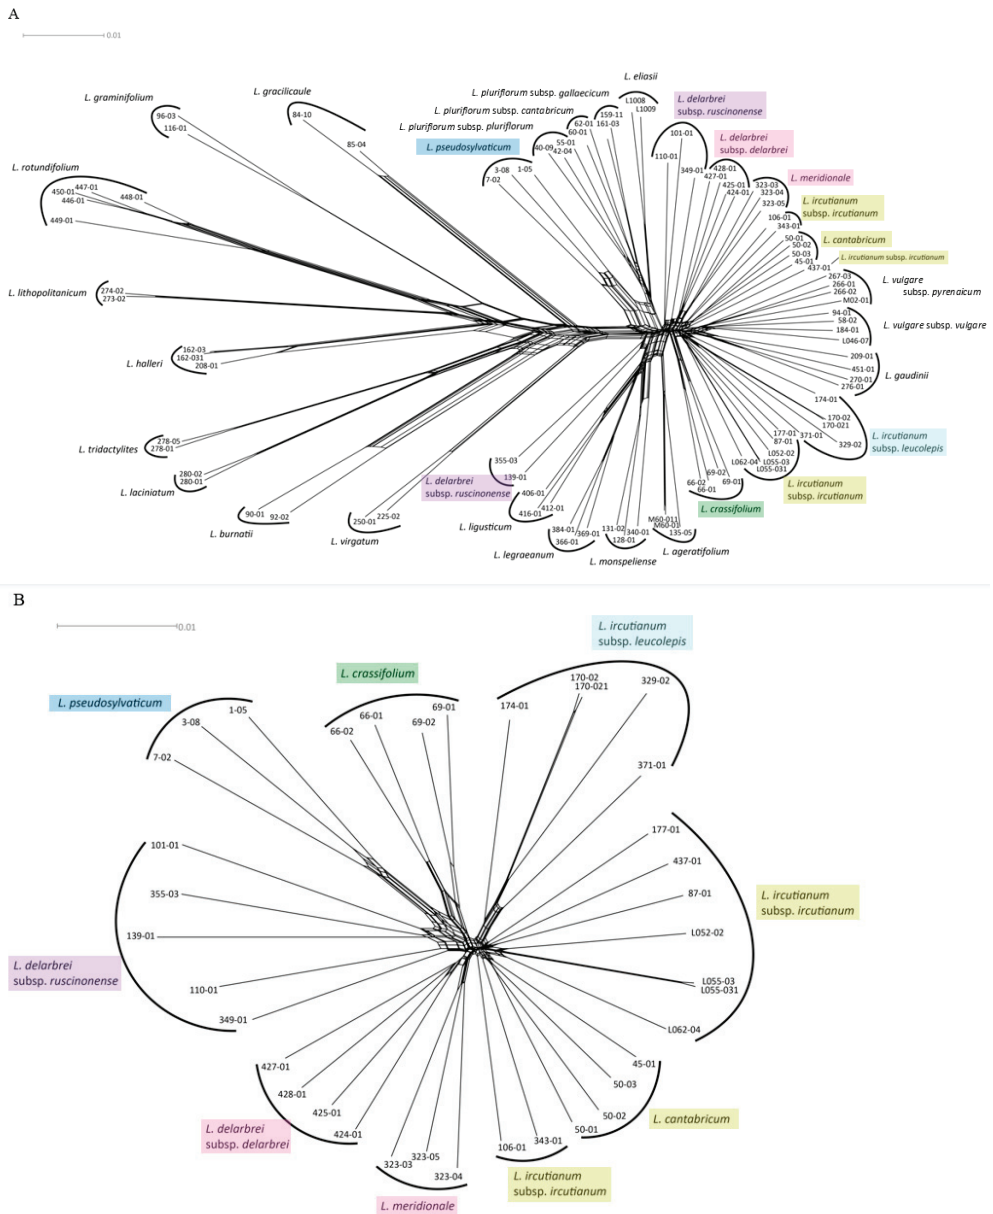 A
0.01
L. eliasii
L. pluriflorum subsp. gallaecicum
L. pluriflorum subsp. cantabricum
L. pluriflorum subsp. pluriflorum
L. pseudosylvaticum
L. gracilicaule
L. graminifolium
L. delarbrei
subsp. ruscinonense
L. delarbrei
subsp. delarbrei
L. meridionale
L. ircutianum
subsp. ircutianum
L. cantabricum
L. ircutianum subsp. ircutianum
L. vulgare
subsp. pyrenaicum
L. vulgare subsp. vulgare
L. gaudinii
L. ircutianum
subsp. leucolepis
L. ircutianum
subsp. ircutianum
L. crassifolium
L. ageratifolium
L. monspeliense
L. legraeanum
L. ligusticum
L. delarbrei
subsp. ruscinonense
L. virgatum
L. burnatii
L. laciniatum
L. tridactylites
L. halleri
L. lithopolitanicum
L. rotundifolium
96-03
116-01
84-10
85-04
450-01
447-01
446-01
448-01
449-01
274-02
273-02
162-03
162-031
208-01
278-05
278-01
280-02
280-01
90-01
92-02
250-01
225-02
355-03
139-01
406-01
416-01
412-01
384-01
369-01
366-01
131-02
340-01
128-01
M60-011
M60-01
135-05
66-02
66-01
69-02
69-01
L062-04
177-01
87-01
L052-02
L055-03
L055-031
371-01
174-01
170-02
170-021
329-02
209-01
451-01
270-01
276-01
94-01
58-02
184-01
L046-07
267-03
266-01
266-02
M02-01
437-01
50-01
50-02
50-03
45-01
106-01
343-01
323-03
323-04
323-05
428-01
427-01
425-01
424-01
101-01
110-01
349-01
L1008
L1009
159-11
161-03
62-01
60-01
55-01
40-09
42-04
3-08
1-05
7-02
B
0.01
L. ircutianum
subsp. leucolepis
L. crassifolium
L. pseudosylvaticum
1-05
3-08
7-02
66-02
66-01
69-02
69-01
174-01
170-02
170-021
329-02
371-01
177-01
437-01
87-01
L052-02
L055-03
L055-031
L062-04
L. ircutianum
subsp. ircutianum
101-01
355-03
139-01
110-01
349-01
L. delarbrei
subsp. ruscinonense
427-01
428-01
425-01
424-01
L. delarbrei
subsp. delarbrei
323-03
323-05
323-04
L. meridionale
106-01
343-01
L. ircutianum
subsp. ircutianum
45-01
50-03
50-02
50-01
L. cantabricum